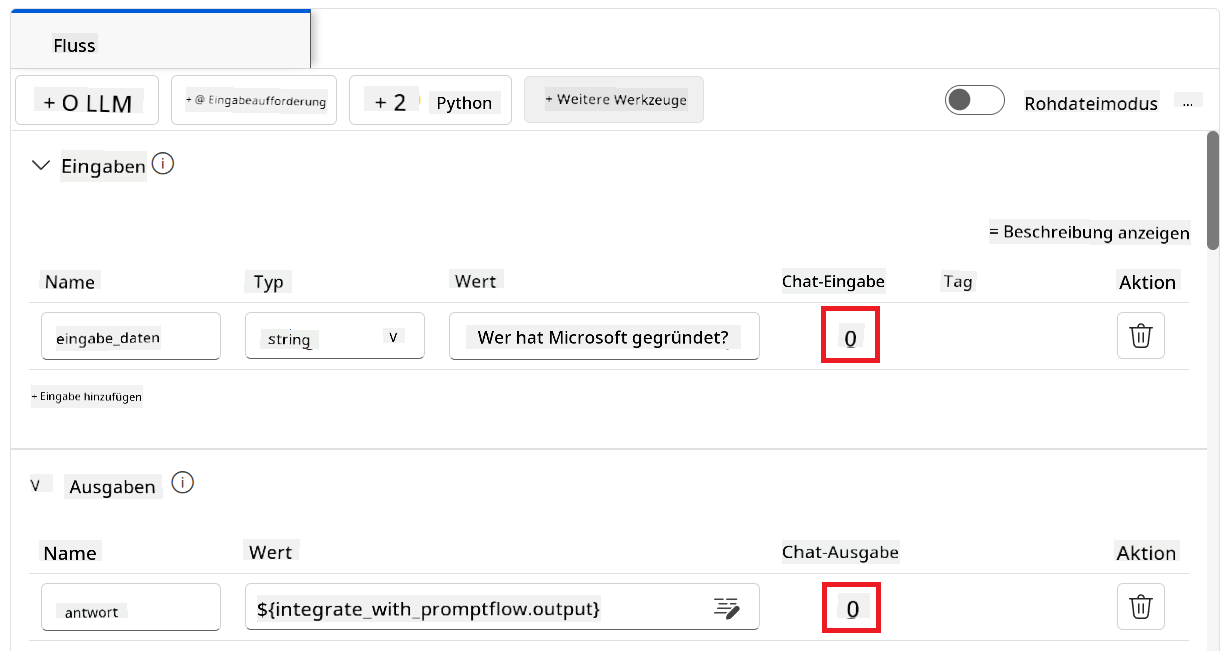 Fluss
+ O LLM + @ Eingabeaufforderung + 2 Python + Weitere Werkzeuge Rohdateimodus ...
Eingaben i
= Beschreibung anzeigen
Name Typ Wert Chat-Eingabe Tag Aktion
eingabe_daten string V Wer hat Microsoft gegründet? 0
+ Eingabe hinzufügen
V Ausgaben i
Name Wert Chat-Ausgabe Aktion
antwort ${integrate_with_promptflow.output} 0